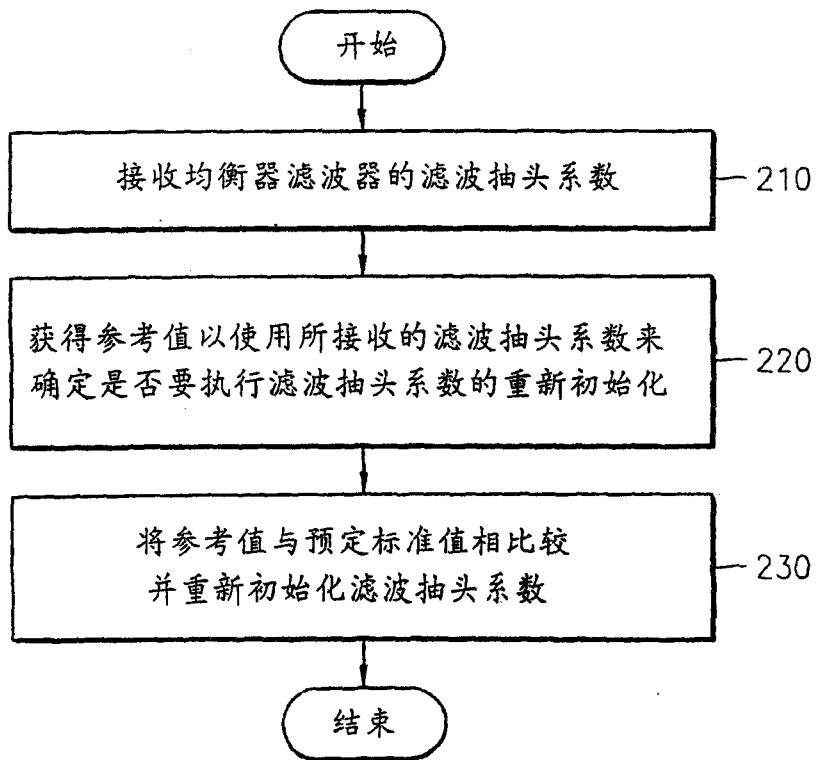 开始
接收均衡器滤波器的滤波抽头系数
210
获得参考值以使用所接收的滤波抽头系数来
确定是否要执行滤波抽头系数的重新初始化
220
将参考值与预定标准值相比较
并重新初始化滤波抽头系数
230
结束